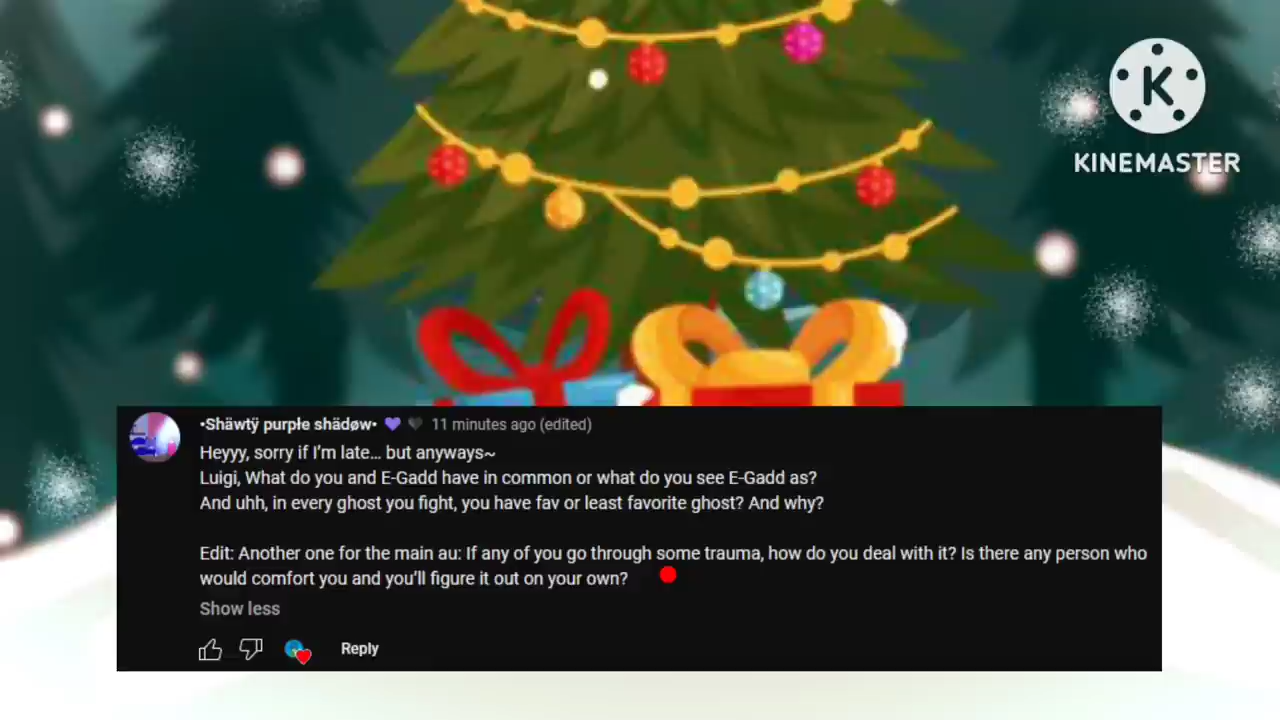 KINEMASTER
•Shäwtÿ purple shädøw• 💜 🖤 11 minutes ago (edited)
Heyyy, sorry if I'm late… but anyways~
Luigi, What do you and E-Gadd have in common or what do you see E-Gadd as?
And uhh, in every ghost you fight, you have fav or least favorite ghost? And why?
Edit: Another one for the main au: If any of you go through some trauma, how do you deal with it? Is there any person who
would comfort you and you'll figure it out on your own?
Show less
Reply